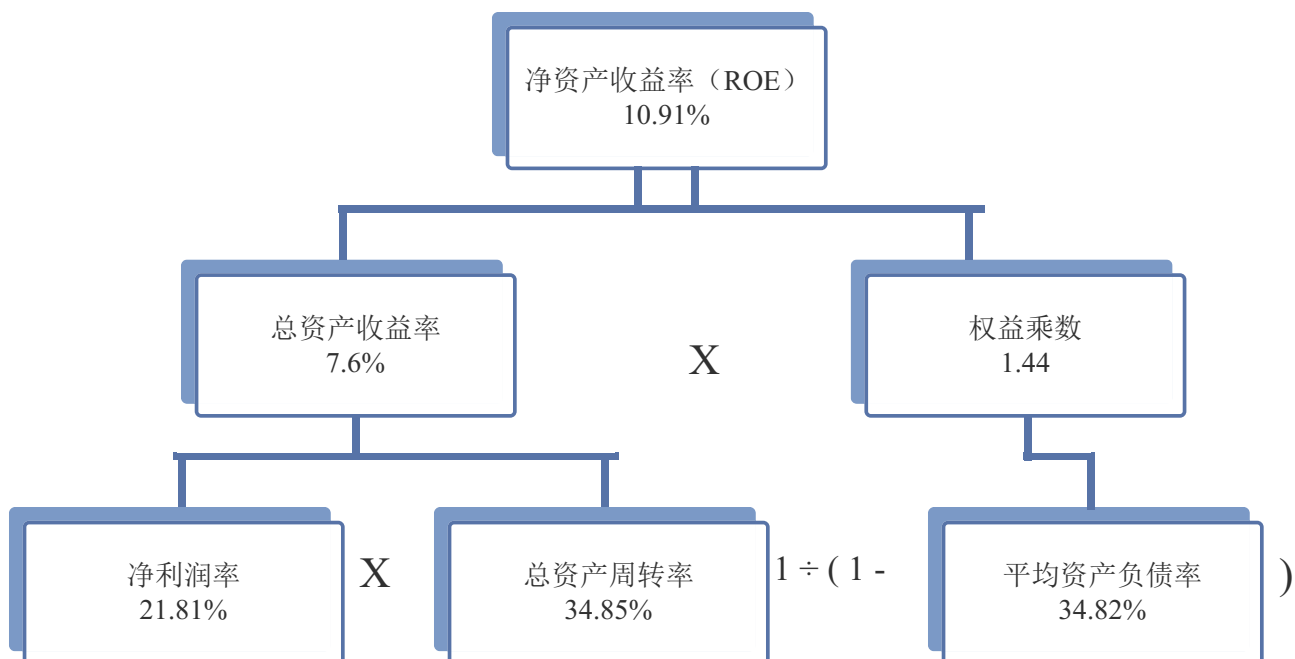 净资产收益率（ROE）
10.91%
总资产收益率
7.6%
X
权益乘数
1.44
净利润率
21.81%
X
总资产周转率
34.85%
1 ÷ ( 1 -
平均资产负债率
34.82%
)